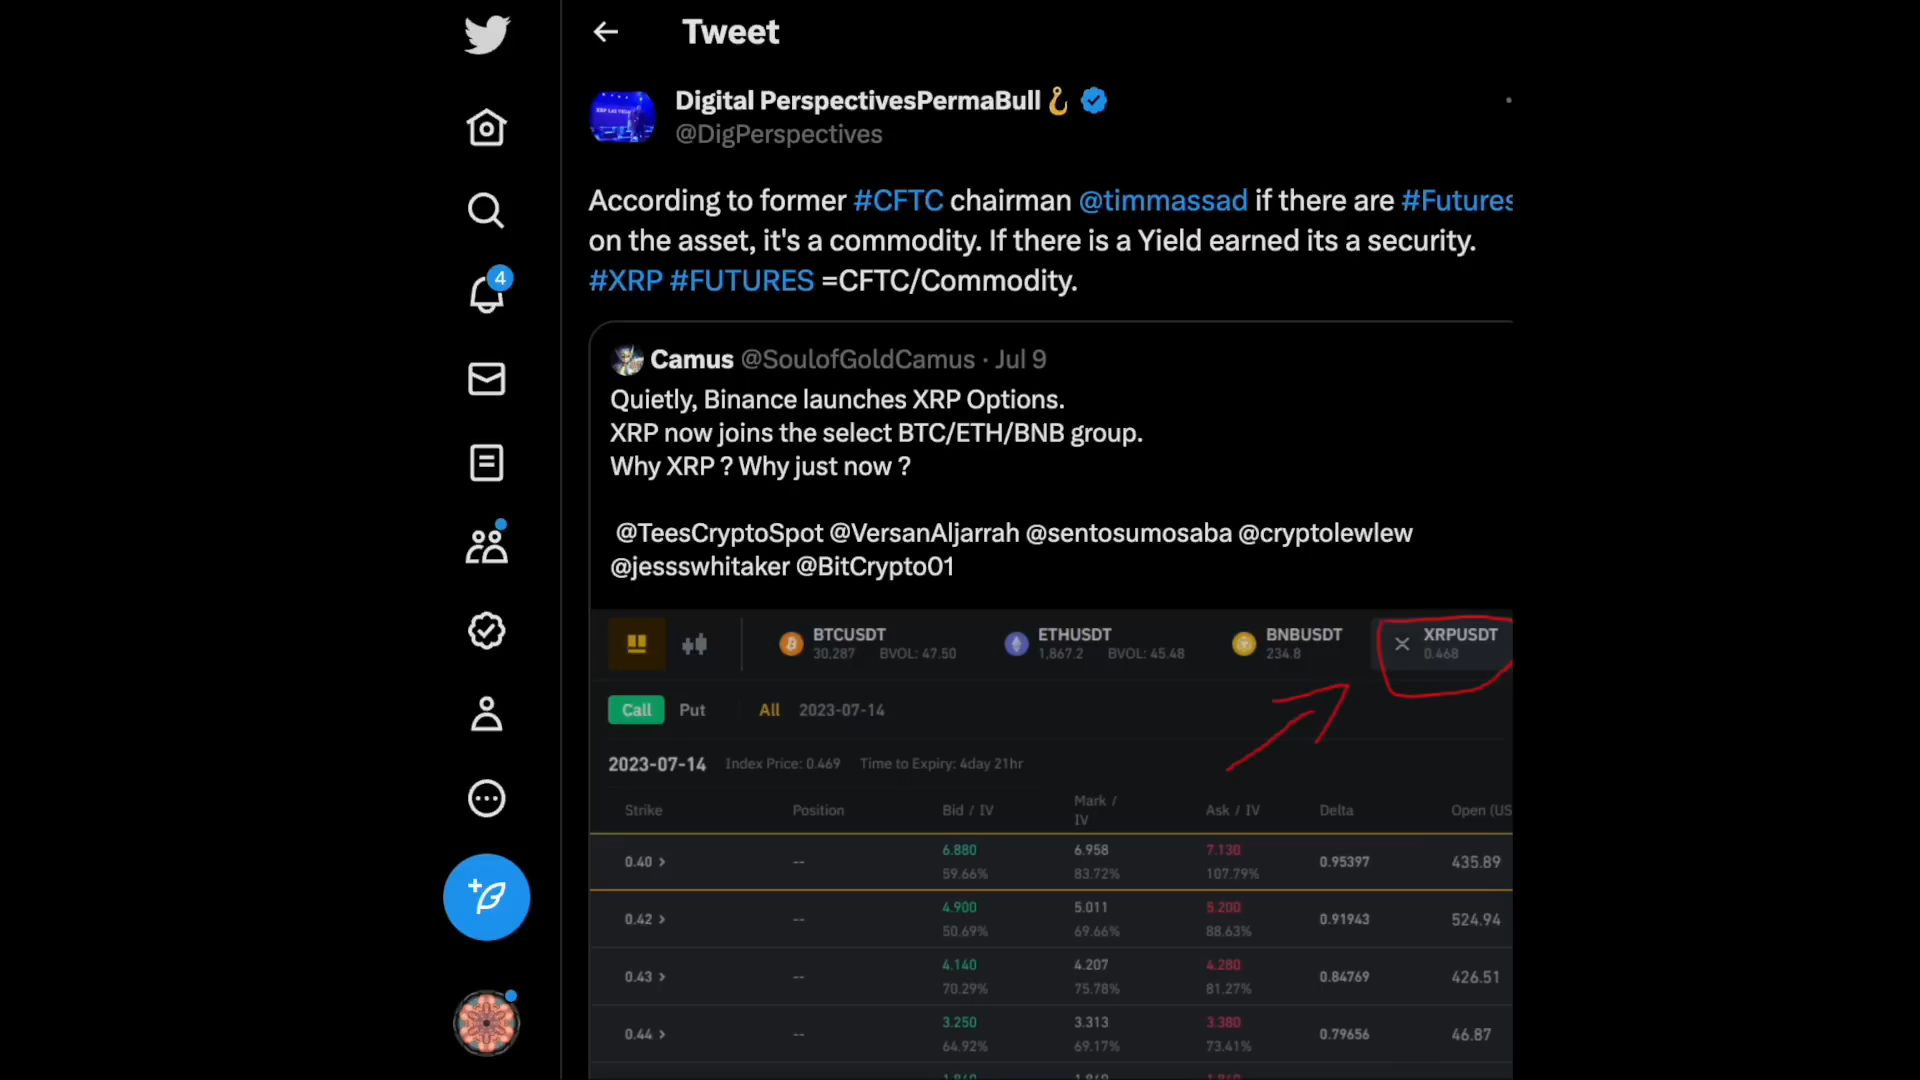 Tweet
Digital PerspectivesPermaBull
@DigPerspectives
According to former #CFTC chairman @timmassad if there are #Futures
on the asset, it's a commodity. If there is a Yield earned its a security.
#XRP #FUTURES =CFTC/Commodity.
4
Camus @SoulofGoldCamus · Jul 9
Quietly, Binance launches XRP Options.
XRP now joins the select BTC/ETH/BNB group.
Why XRP ? Why just now ?
@TeesCryptoSpot @VersanAljarrah @sentosumosaba @cryptolewlew
@jessswhitaker @BitCrypto01
BTCUSDT ETHUSDT BNBUSDT XRPUSDT
30,287 BVOL: 47.50 1,867.2 BVOL: 45.48 234.8 0.468
Call Put All 2023-07-14
2023-07-14 Index Price: 0.469 Time to Expiry: 4day 21hr
Strike Position Bid / IV Mark / IV Ask / IV Delta Open (US
0.40 > -- 6.880 6.958 7.130 0.95397 435.89
59.66% 83.72% 107.79%
0.42 > -- 4.900 5.011 5.200 0.91943 524.94
50.69% 69.66% 88.63%
0.43 > -- 4.140 4.207 4.280 0.84769 426.51
70.29% 75.78% 81.27%
0.44 > -- 3.250 3.313 3.380 0.79656 46.87
64.92% 69.17% 73.41%